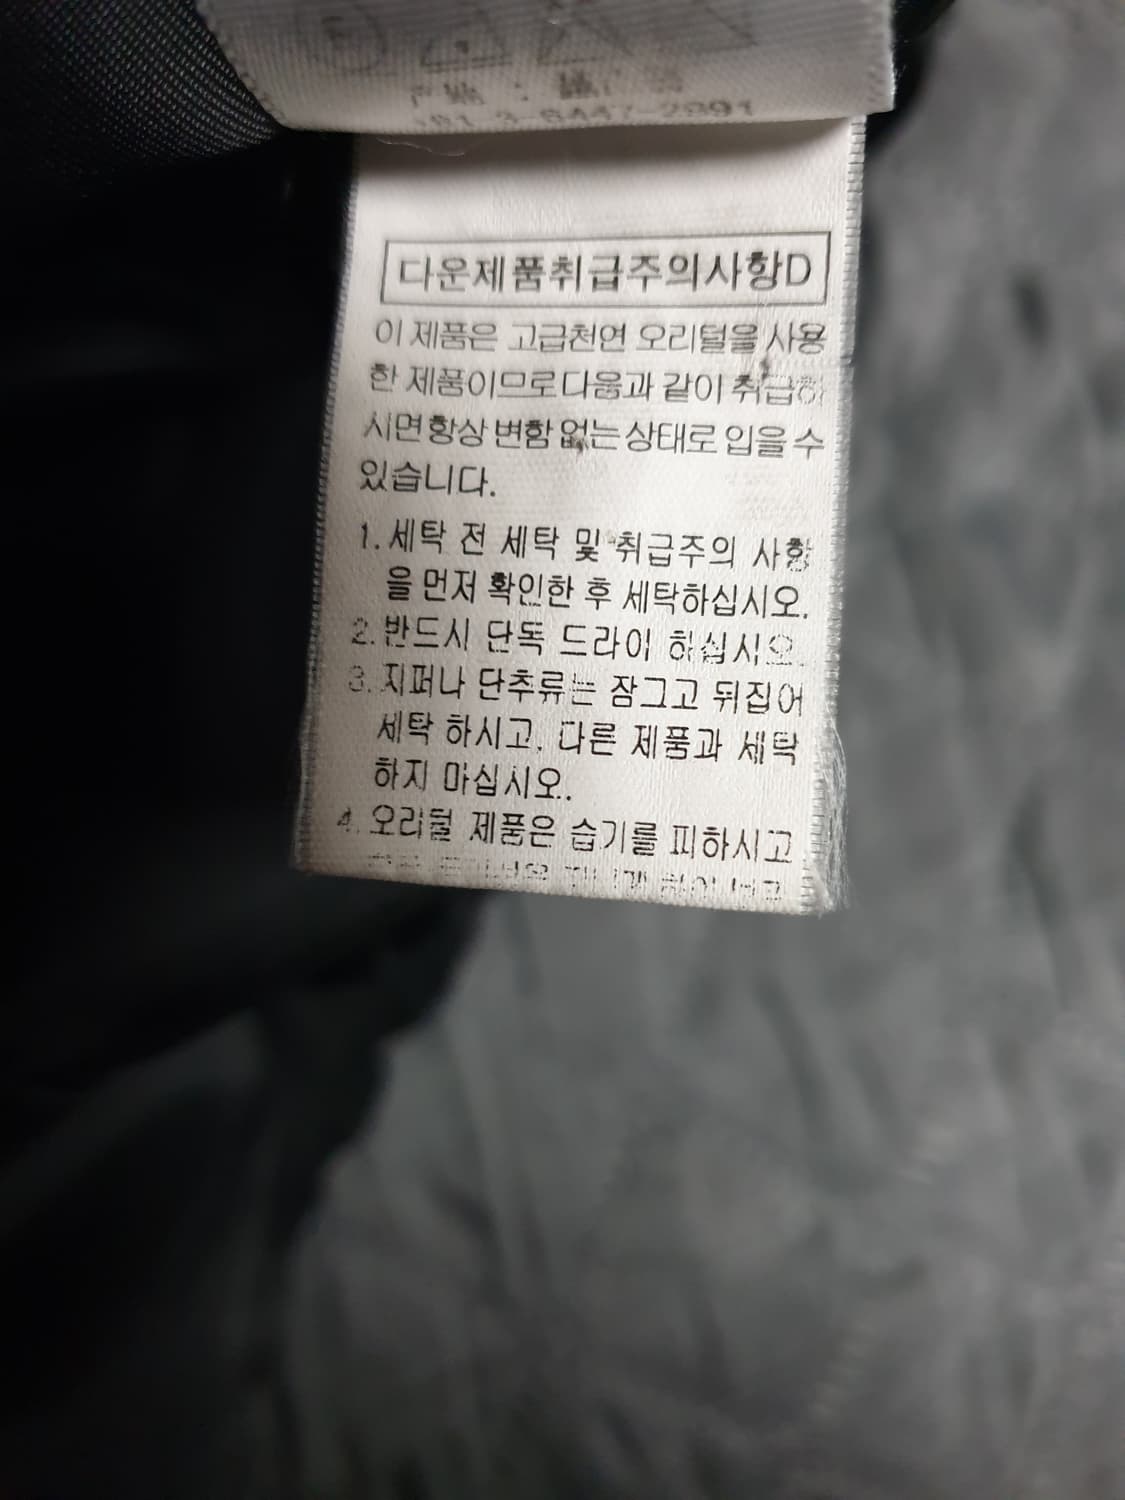 3-6447-2991
다운제품취급주의사항D
이 제품은 고급천연 오리털을 사용
한 제품이므로 다음과 같이 취급하
시면 항상 변함 없는 상태로 입을 수
있습니다.
1. 세탁 전 세탁 및 취급주의 사항
을 먼저 확인한 후 세탁하십시오.
2. 반드시 단독 드라이 하십시오.
3. 지퍼나 단추류는 잠그고 뒤집어
세탁 하시고, 다른 제품과 세탁
하지 마십시오.
4. 오리털 제품은 습기를 피하시고